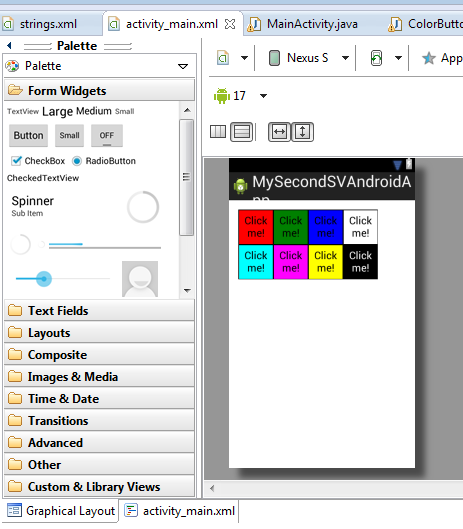 strings.xml
activity_main.xml
MainActivity.java
ColorButto
Palette
Palette
Nexus S
App
Form Widgets
17
TextView Large Medium Small
Button Small OFF
CheckBox RadioButton
CheckedTextView
Spinner
Sub Item
MySecondSVAndroidA
pp
Click me!
Click me!
Click me!
Click me!
Click me!
Click me!
Click me!
Click me!
Text Fields
Layouts
Composite
Images & Media
Time & Date
Transitions
Advanced
Other
Custom & Library Views
Graphical Layout
activity_main.xml